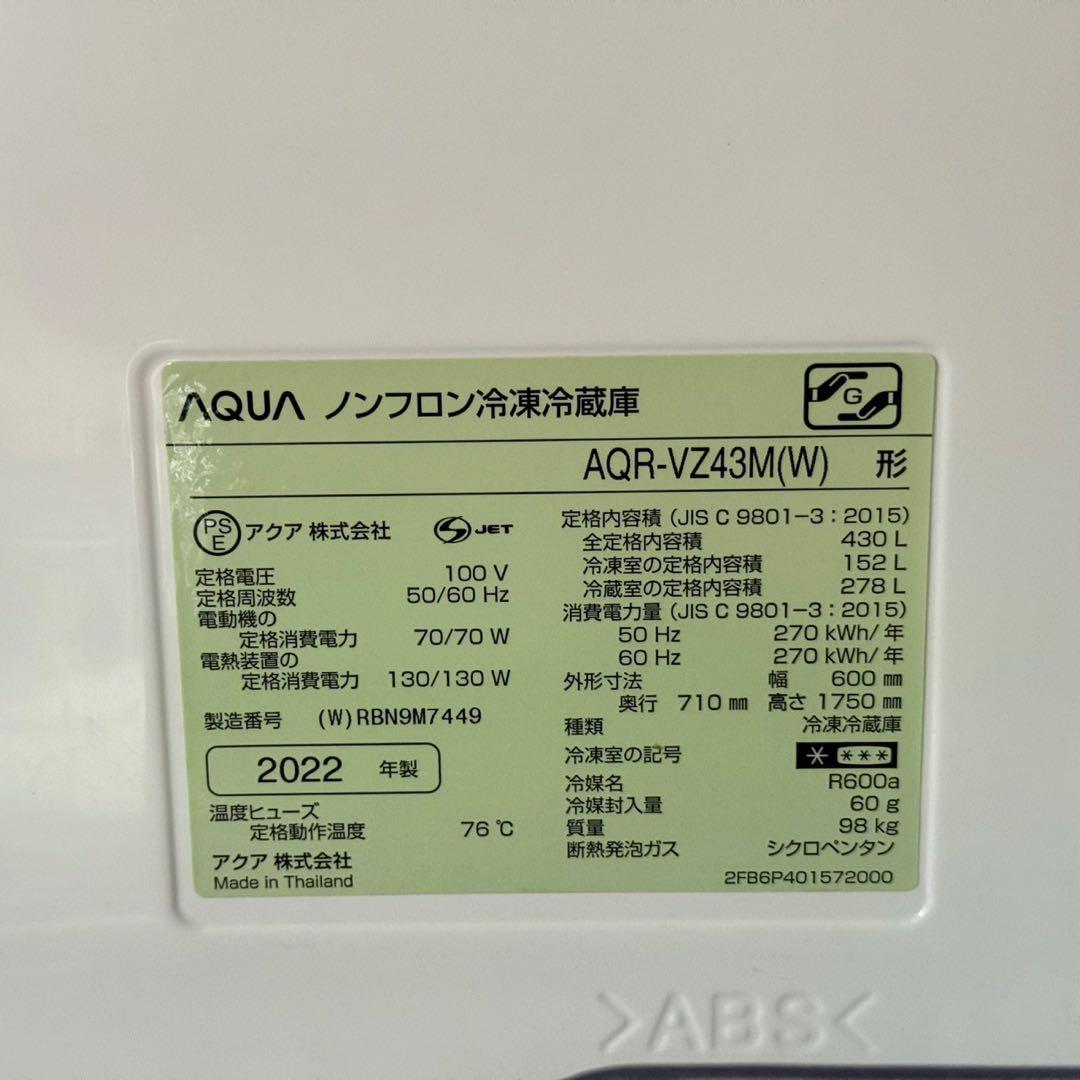 AQUA ノンフロン冷凍冷蔵庫
G
AQR-VZ43M(W) 形
PS
E
アクア 株式会社
S JET
定格電圧 100 V
定格周波数 50/60 Hz
電動機の
定格消費電力 70/70 W
電熱装置の
定格消費電力 130/130 W
製造番号 (W)RBN9M7449
2022 年製
温度ヒューズ
定格動作温度 76 ℃
アクア 株式会社
Made in Thailand
定格内容積 (JIS C 9801-3:2015)
全定格内容積 430 L
冷凍室の定格内容積 152 L
冷蔵室の定格内容積 278 L
消費電力量 (JIS C 9801-3:2015)
50 Hz 270 kWh/年
60 Hz 270 kWh/年
外形寸法 幅 600 ㎜
奥行 710 ㎜ 高さ 1750 ㎜
種類 冷凍冷蔵庫
冷凍室の記号 * ***
冷媒名 R600a
冷媒封入量 60 g
質量 98 kg
断熱発泡ガス シクロペンタン
2FB6P401572000
>ABS<